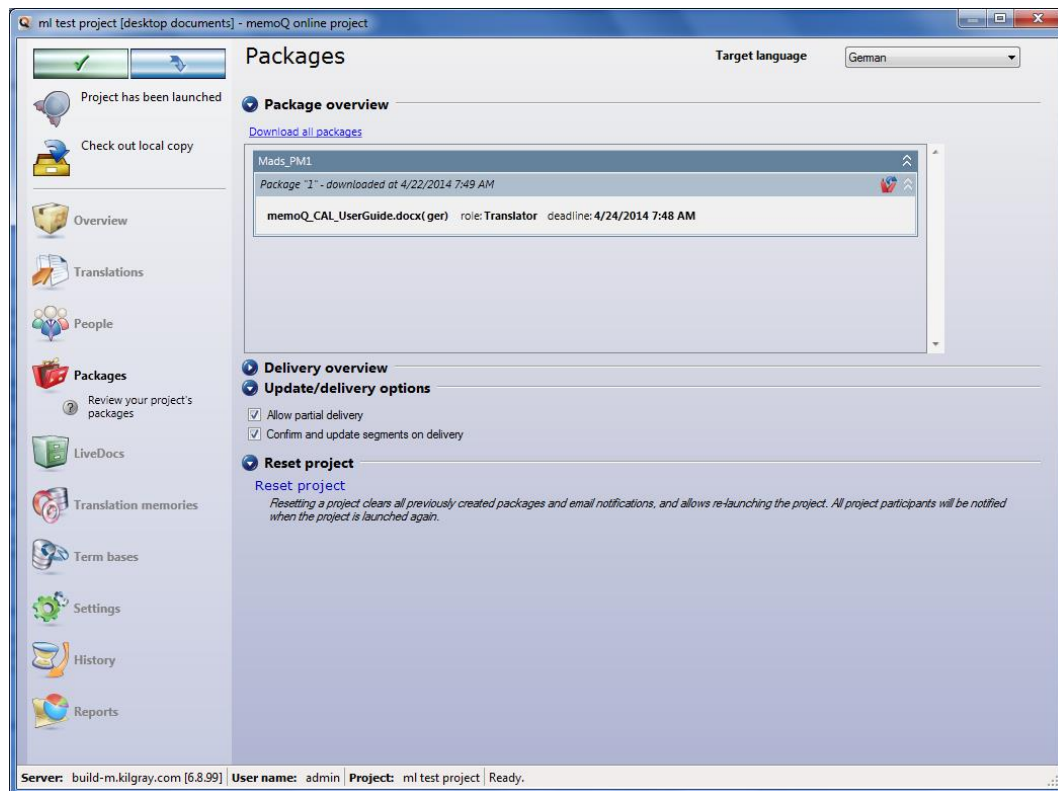 ml test project [desktop documents] - memoQ online project
Project has been launched
Check out local copy
Overview
Translations
People
Packages
Review your project's
packages
LiveDocs
Translation memories
Term bases
Settings
History
Reports
Packages
Target language
German
Package overview
Download all packages
Mads_PM1
Package "1" - downloaded at 4/22/2014 7:49 AM
memoQ_CAL_UserGuide.docx( ger) role: Translator deadline: 4/24/2014 7:48 AM
Delivery overview
Update/delivery options
Allow partial delivery
Confirm and update segments on delivery
Reset project
Reset project
Resetting a project clears all previously created packages and email notifications, and allows re-launching the project. All project participants will be notified
when the project is launched again.
Server: build-m.kilgray.com [6.8.99] User name: admin Project: ml test project Ready.